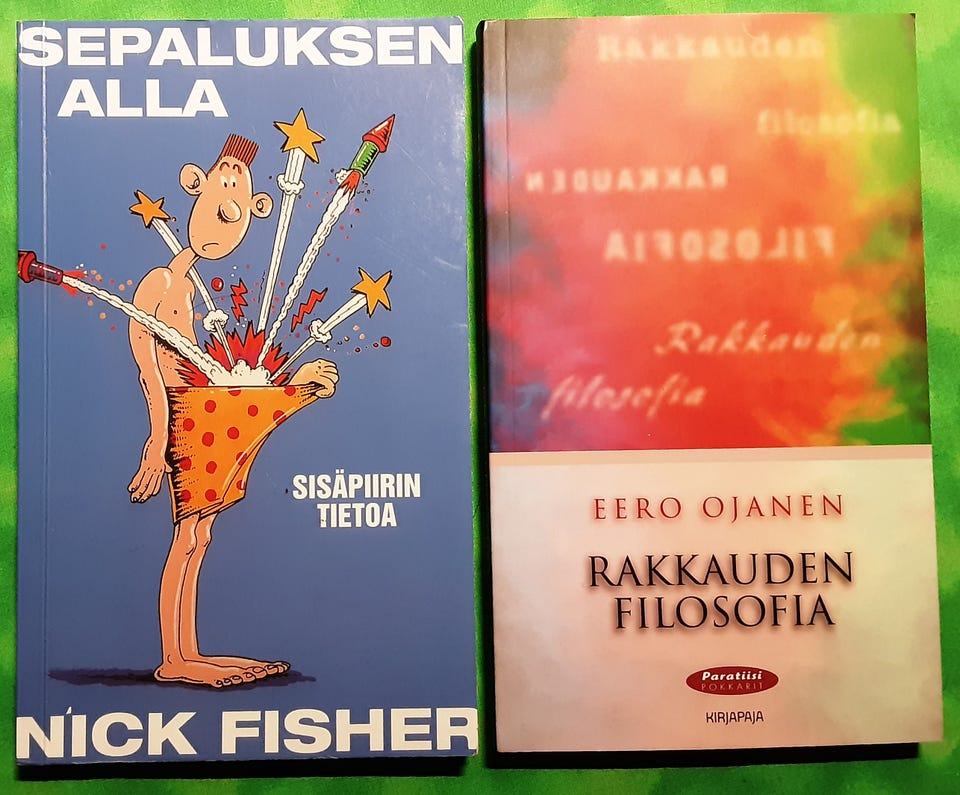 SEPALUKSEN
ALLA
SISÄPIIRIN
TIETOA
NICK FISHER
Rakkauden
filosofia
RAKKAUDEN
FILOSOFIA
Rakkauden
filosofia
EERO OJANEN
RAKKAUDEN
FILOSOFIA
Paratiisi
POKKARIT
KIRJAPAJA